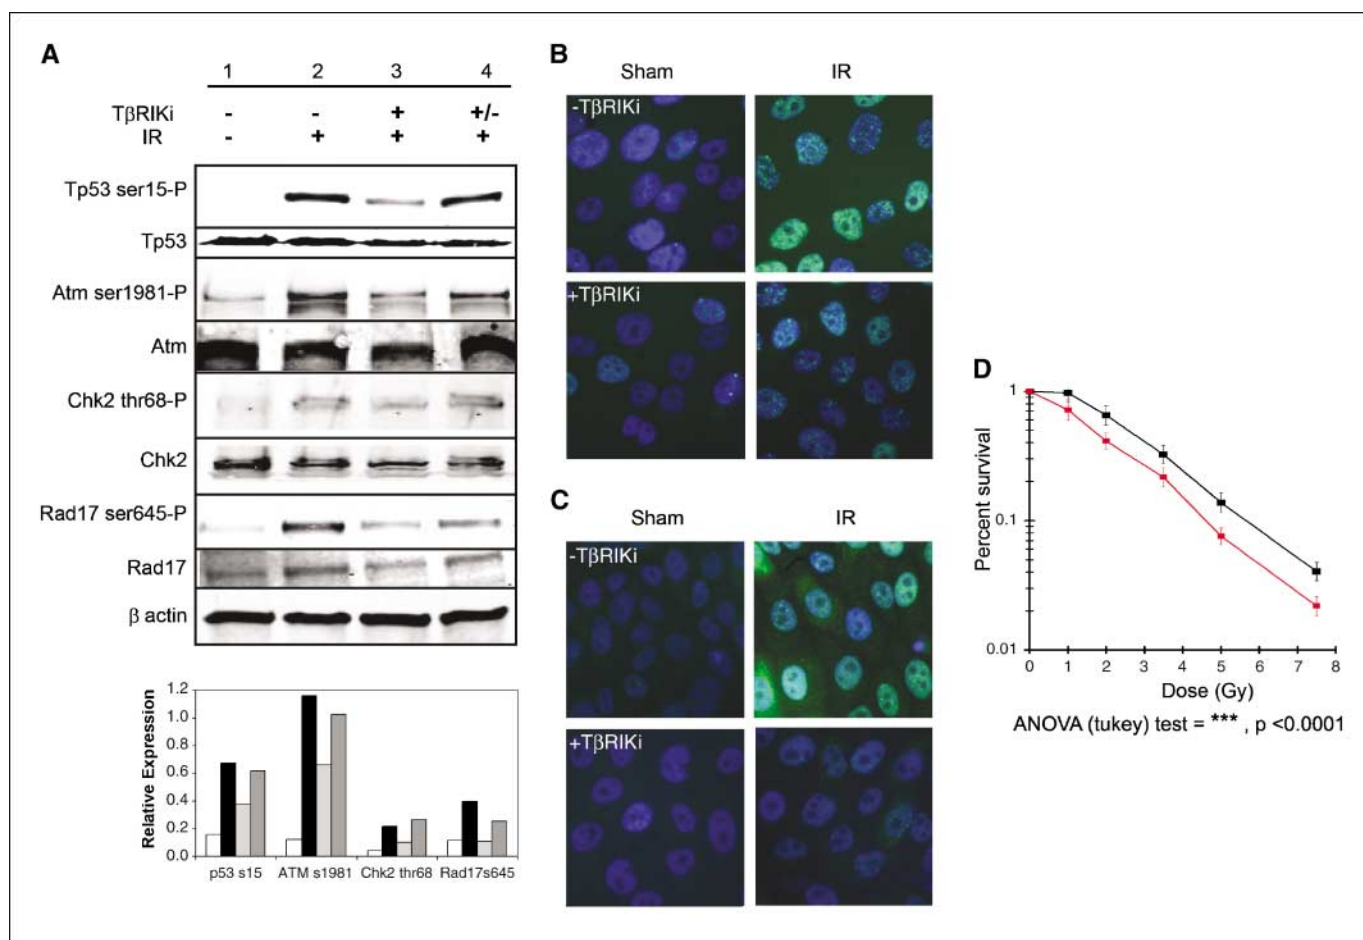 A
1 2 3 4
TβRIKi - - + +/-
IR - + + +
Tp53 ser15-P
Tp53
Atm ser1981-P
Atm
Chk2 thr68-P
Chk2
Rad17 ser645-P
Rad17
β actin
Relative Expression
1.2
1.0
0.8
0.6
0.4
0.2
0.0
p53 s15 ATM s1981 Chk2 thr68 Rad17s645
B
Sham IR
-TβRIKi
+TβRIKi
C
Sham IR
-TβRIKi
+TβRIKi
D
Percent survival
1
0.1
0.01
0 1 2 3 4 5 6 7 8
Dose (Gy)
ANOVA (tukey) test = *** , p <0.0001